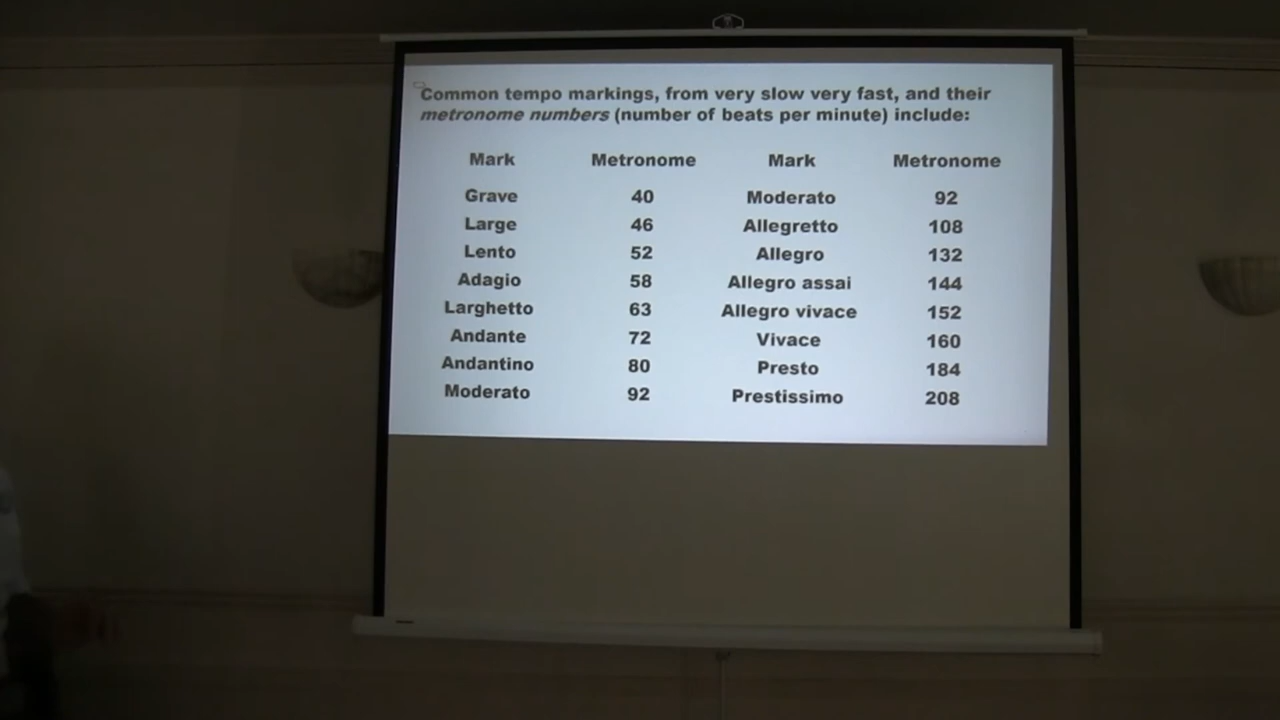 Common tempo markings, from very slow very fast, and their
metronome numbers (number of beats per minute) include:
Mark Metronome Mark Metronome
Grave 40 Moderato 92
Large 46 Allegretto 108
Lento 52 Allegro 132
Adagio 58 Allegro assai 144
Larghetto 63 Allegro vivace 152
Andante 72 Vivace 160
Andantino 80 Presto 184
Moderato 92 Prestissimo 208